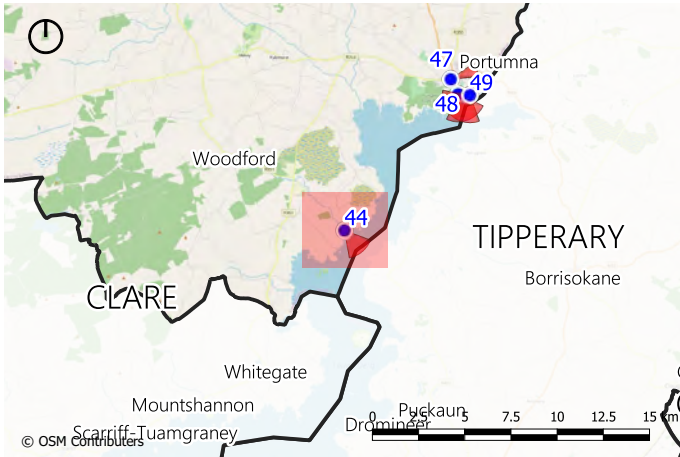 47
Portumna
49
48
Woodford
44
TIPPERARY
Borrisokane
CLARE
Whitegate
Mountshannon
Puckaun
Dromineer
Scarriff-Tuamgraney
0 2.5 5 7.5 10 12.5 15 km
© OSM Contributers